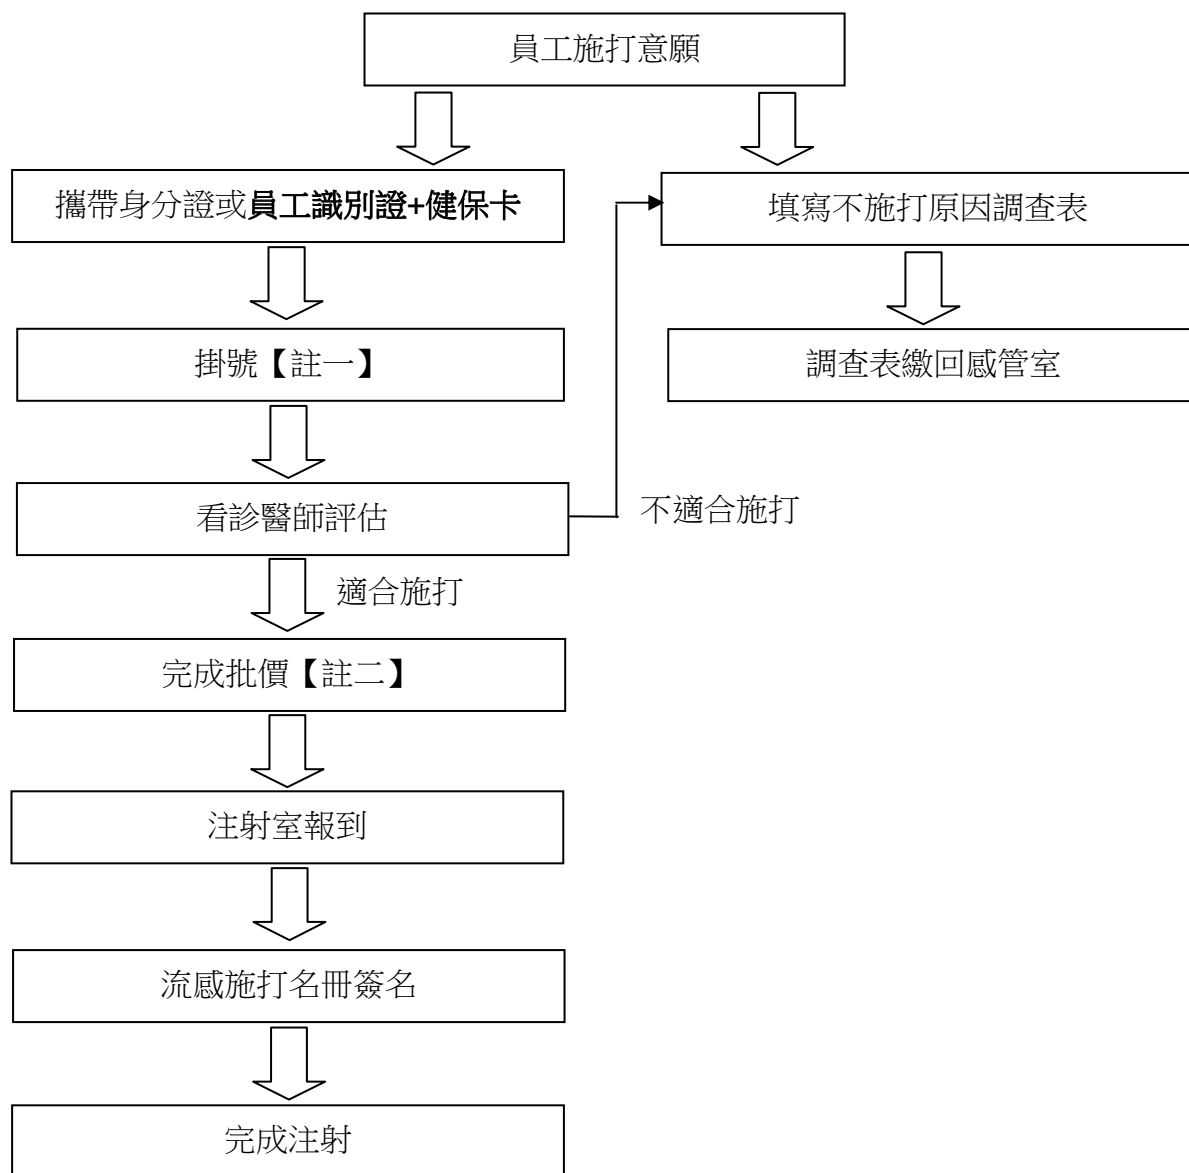 員工施打意願
攜帶身分證或員工識別證+健保卡
填寫不施打原因調查表
掛號【註一】
調查表繳回感管室
看診醫師評估
不適合施打
適合施打
完成批價【註二】
注射室報到
流感施打名冊簽名
完成注射